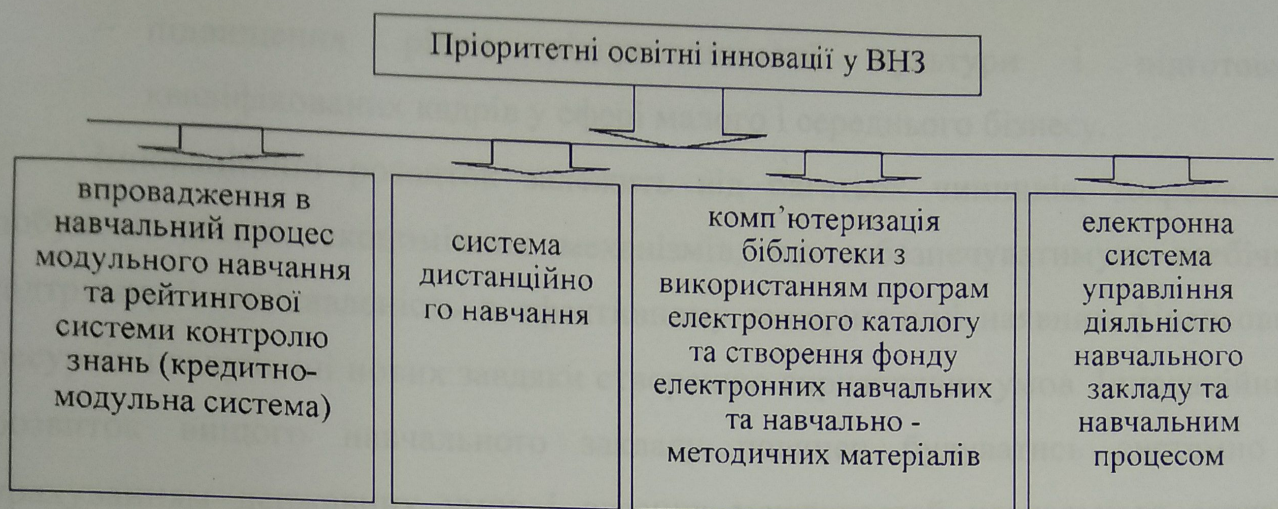 Пріоритетні освітні інновації у ВНЗ
впровадження в
навчальний процес
модульного навчання
та рейтингової
системи контролю
знань (кредитно-
модульна система)
система
дистанційно
го навчання
комп’ютеризація
бібліотеки з
використанням програм
електронного каталогу
та створення фонду
електронних навчальних
та навчально -
методичних матеріалів
електронна
система
управління
діяльністю
навчального
закладу та
навчальним
процесом